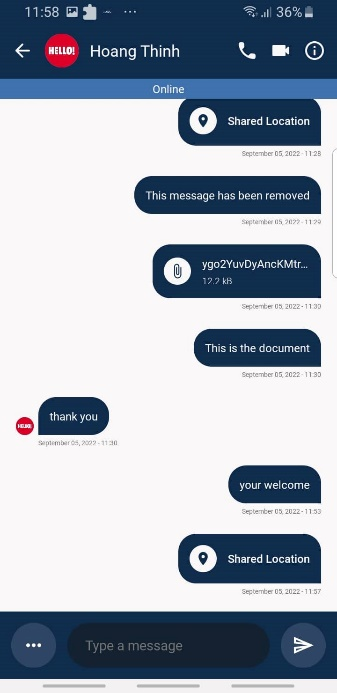 11:58 36%
HELLO! Hoang Thinh
Online
Shared Location
September 05, 2022 - 11:28
This message has been removed
September 05, 2022 - 11:29
ygo2YuvDyAncKMtr...
12.2 kB
September 05, 2022 - 11:30
This is the document
September 05, 2022 - 11:30
thank you
HELLO!
September 05, 2022 - 11:30
your welcome
September 05, 2022 - 11:53
Shared Location
September 05, 2022 - 11:57
Type a message